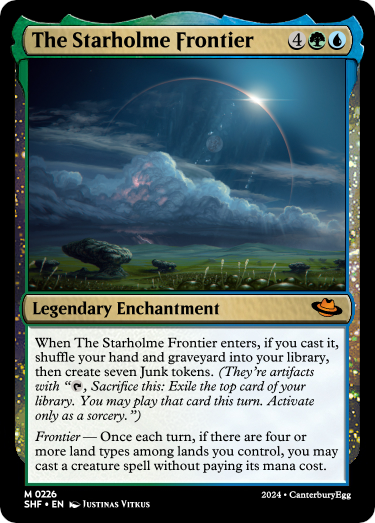 The Starholme Frontier 4
Legendary Enchantment
When The Starholme Frontier enters, if you cast it,
shuffle your hand and graveyard into your library,
then create seven Junk tokens. (They're artifacts
with “, Sacrifice this: Exile the top card of your
library. You may play that card this turn. Activate
only as a sorcery.”)
Frontier — Once each turn, if there are four or
more land types among lands you control, you may
cast a creature spell without paying its mana cost.
M 0226
SHF • EN Justinas Vitkus
2024 • CanterburyEgg